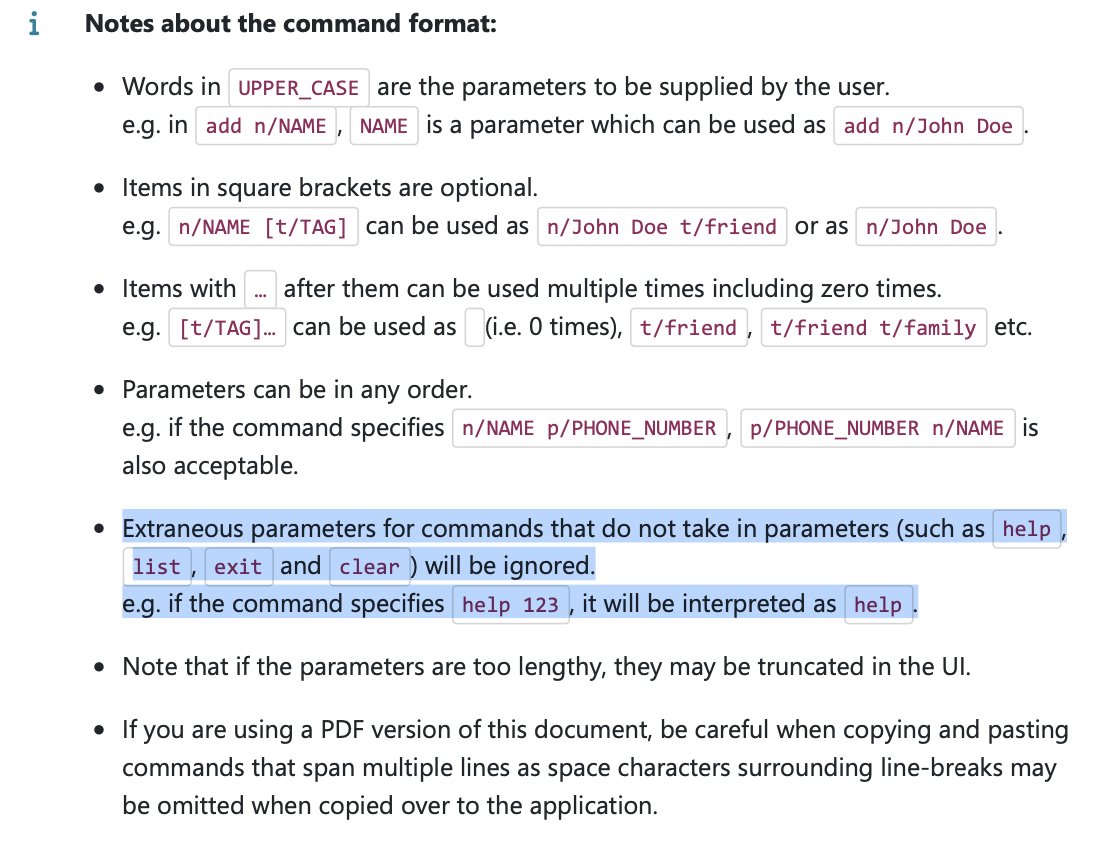 i Notes about the command format:
• Words in UPPER_CASE are the parameters to be supplied by the user.
e.g. in add n/NAME, NAME is a parameter which can be used as add n/John Doe.
• Items in square brackets are optional.
e.g. n/NAME [t/TAG] can be used as n/John Doe t/friend or as n/John Doe.
• Items with … after them can be used multiple times including zero times.
e.g. [t/TAG]… can be used as   (i.e. 0 times), t/friend, t/friend t/family etc.
• Parameters can be in any order.
e.g. if the command specifies n/NAME p/PHONE_NUMBER, p/PHONE_NUMBER n/NAME is
also acceptable.
• Extraneous parameters for commands that do not take in parameters (such as help,
list, exit and clear) will be ignored.
e.g. if the command specifies help 123, it will be interpreted as help.
• Note that if the parameters are too lengthy, they may be truncated in the UI.
• If you are using a PDF version of this document, be careful when copying and pasting
commands that span multiple lines as space characters surrounding line-breaks may
be omitted when copied over to the application.